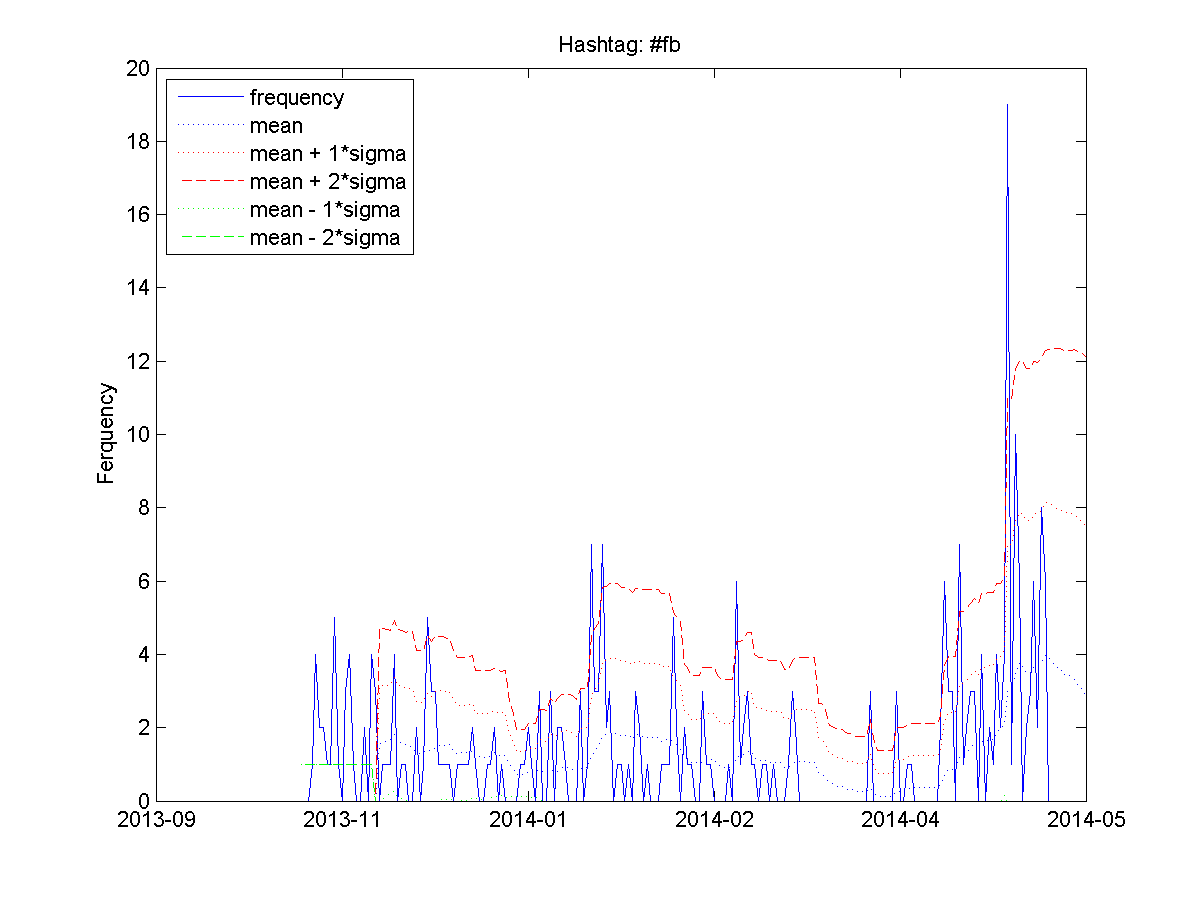 Hashtag: #fb
20
18
16
14
12
10
8
6
4
2
0
Ferquency
frequency
mean
mean + 1*sigma
mean + 2*sigma
mean - 1*sigma
mean - 2*sigma
2013-09 2013-11 2014-01 2014-02 2014-04 2014-05